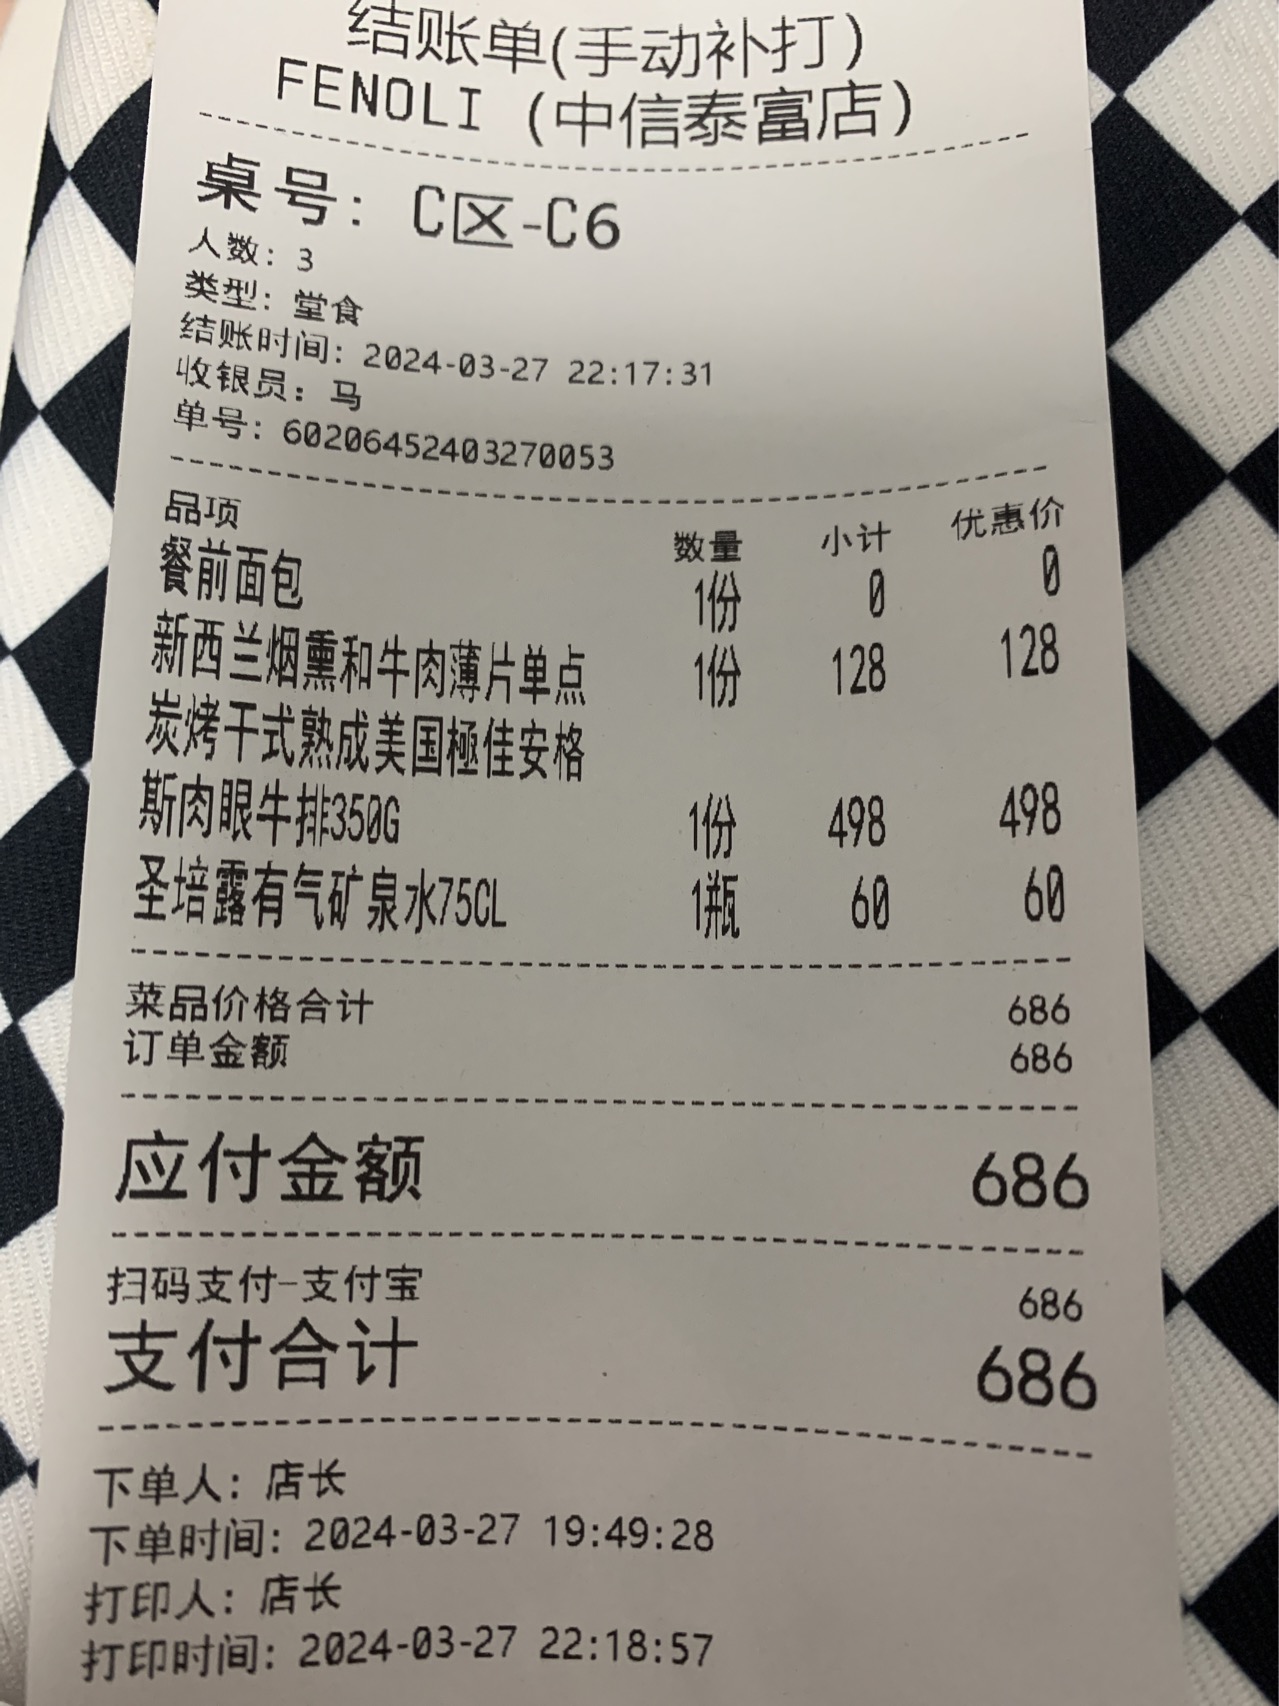 结账单(手动补打)
FENOLI (中信泰富店)
桌号: C区-C6
人数: 3
类型: 堂食
结账时间: 2024-03-27 22:17:31
收银员: 马
单号: 60206452403270053
品项 数量 小计 优惠价
餐前面包 1份 0 0
新西兰烟熏和牛肉薄片单点 1份 128 128
炭烤干式熟成美国極佳安格
斯肉眼牛排350G 1份 498 498
圣培露有气矿泉水75CL 1瓶 60 60
菜品价格合计 686
订单金额 686
应付金额 686
扫码支付-支付宝 686
支付合计 686
下单人: 店长
下单时间: 2024-03-27 19:49:28
打印人: 店长
打印时间: 2024-03-27 22:18:57